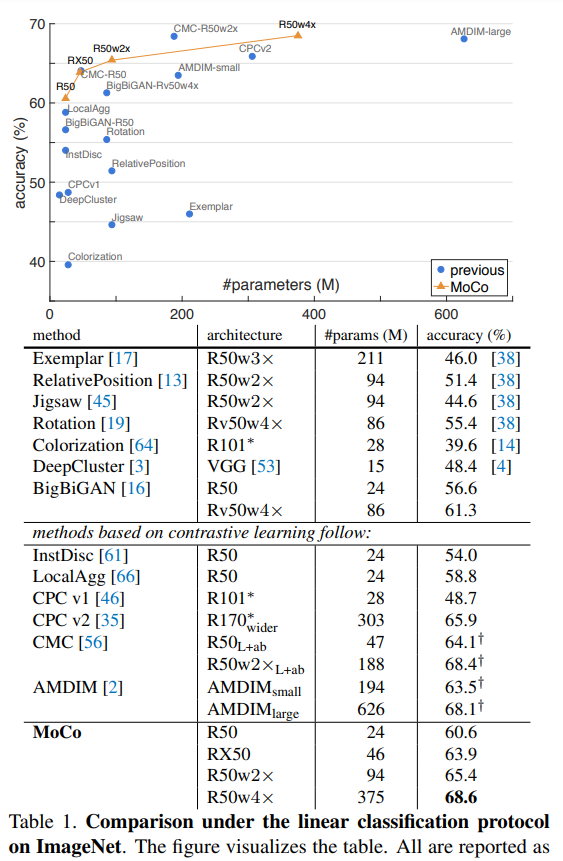 70
60
50
40
accuracy (%)
CMC-R50w2x
R50w4x
AMDIM-large
R50w2x
CPCv2
RX50
AMDIM-small
CMC-R50
R50
BigBiGAN-Rv50w4x
LocalAgg
BigBiGAN-R50
Rotation
InstDisc
RelativePosition
CPCv1
DeepCluster
Exemplar
Jigsaw
Colorization
#parameters (M)
previous
MoCo
0 200 400 600
method architecture #params (M) accuracy (%)
Exemplar [17] R50w3× 211 46.0 [38]
RelativePosition [13] R50w2× 94 51.4 [38]
Jigsaw [45] R50w2× 94 44.6 [38]
Rotation [19] Rv50w4× 86 55.4 [38]
Colorization [64] R101* 28 39.6 [14]
DeepCluster [3] VGG [53] 15 48.4 [4]
BigBiGAN [16] R50 24 56.6
Rv50w4× 86 61.3
methods based on contrastive learning follow:
InstDisc [61] R50 24 54.0
LocalAgg [66] R50 24 58.8
CPC v1 [46] R101* 28 48.7
CPC v2 [35] R170*wider 303 65.9
CMC [56] R50L+ab 47 64.1†
R50w2×L+ab 188 68.4†
AMDIM [2] AMDIMsmall 194 63.5†
AMDIMlarge 626 68.1†
MoCo R50 24 60.6
RX50 46 63.9
R50w2× 94 65.4
R50w4× 375 68.6
Table 1. Comparison under the linear classification protocol
on ImageNet. The figure visualizes the table. All are reported as